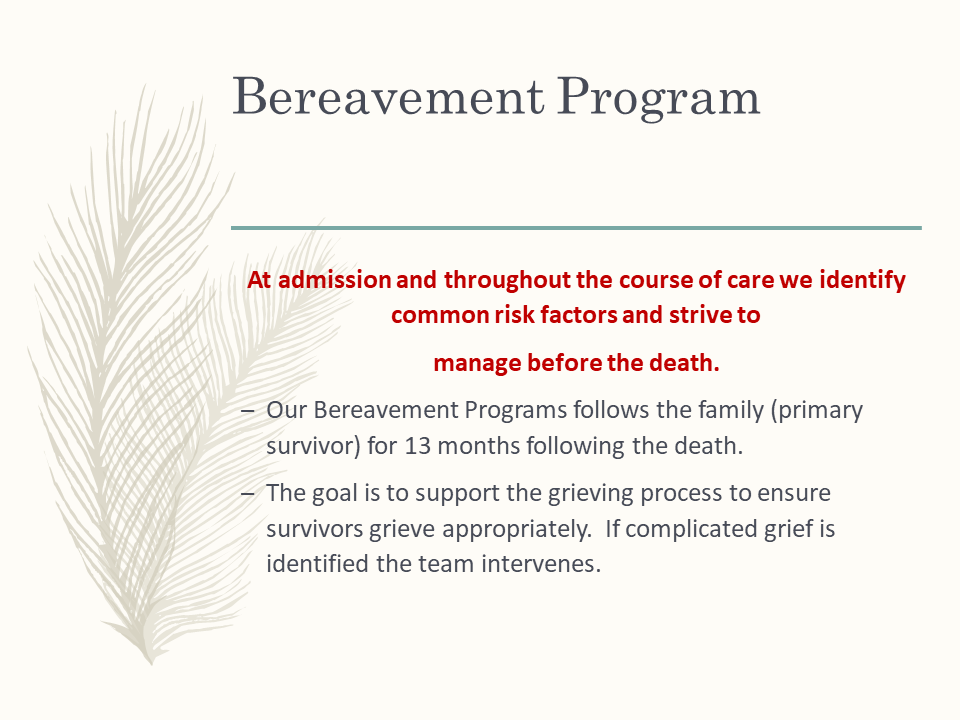 Bereavement Program
At admission and throughout the course of care we identify
common risk factors and strive to
manage before the death.
– Our Bereavement Programs follows the family (primary
survivor) for 13 months following the death.
– The goal is to support the grieving process to ensure
survivors grieve appropriately.  If complicated grief is
identified the team intervenes.